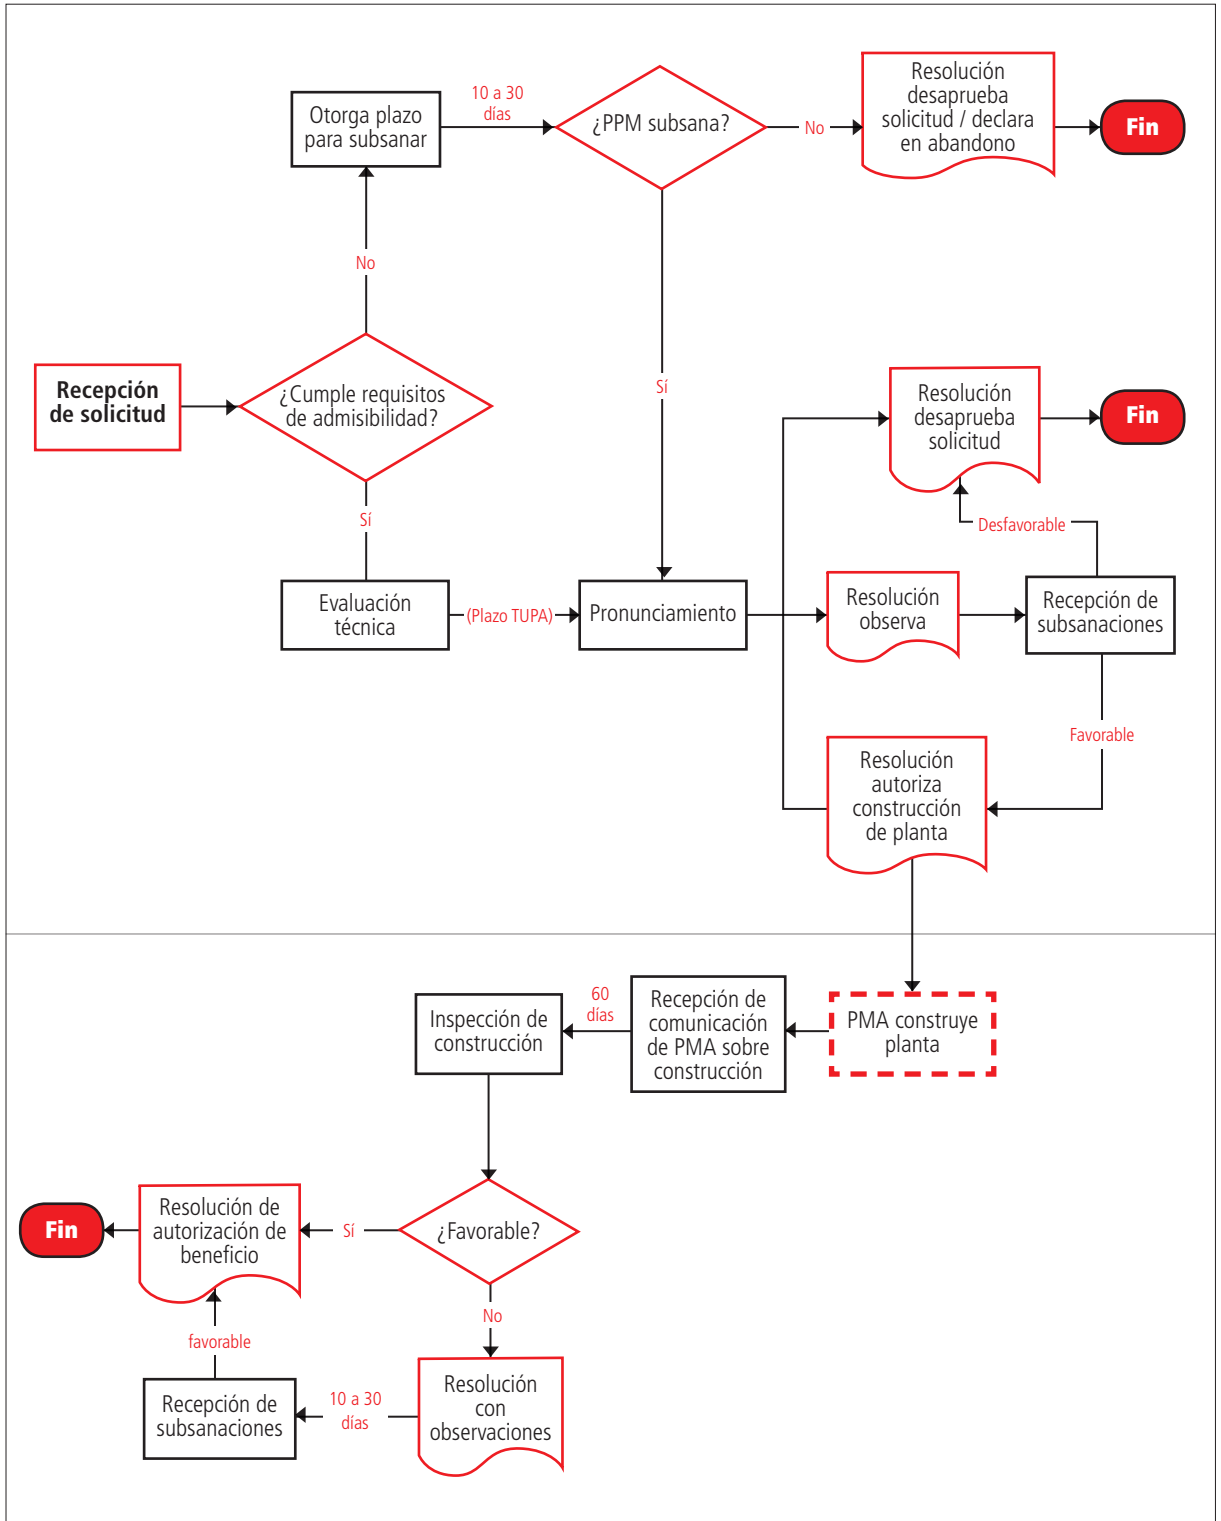 Otorga plazo
para subsanar
10 a 30
días
¿PPM subsana?
No
Resolución
desaprueba
solicitud / declara
en abandono
Fin
No
Recepción
de solicitud
¿Cumple requisitos
de admisibilidad?
Sí
Sí
Resolución
desaprueba
solicitud
Fin
Desfavorable
Evaluación
técnica
(Plazo TUPA)
Pronunciamiento
Resolución
observa
Recepción de
subsanaciones
Favorable
Resolución
autoriza
construcción
de planta
PMA construye
planta
Recepción de
comunicación
de PMA sobre
construcción
60
días
Inspección de
construcción
¿Favorable?
Sí
Resolución de
autorización de
beneficio
Fin
No
Resolución
con
observaciones
10 a 30
días
Recepción de
subsanaciones
favorable